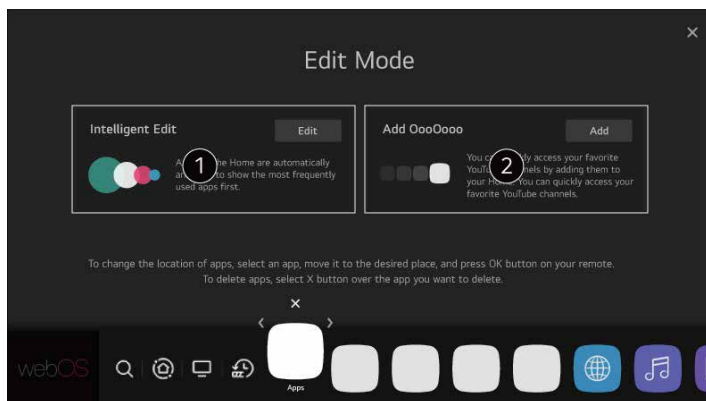 ×
Edit Mode
Intelligent Edit
Edit
1
he Home are automatically
to show the most frequently
used apps first.
Add OooOooo
Add
2
You c ly access your favorite
YouTu nels by adding them to
your H You can quickly access your
favorite YouTube channels.
To change the location of apps, select an app, move it to the desired place, and press OK button on your remote.
To delete apps, select X button over the app you want to delete.
×
webOS
Apps